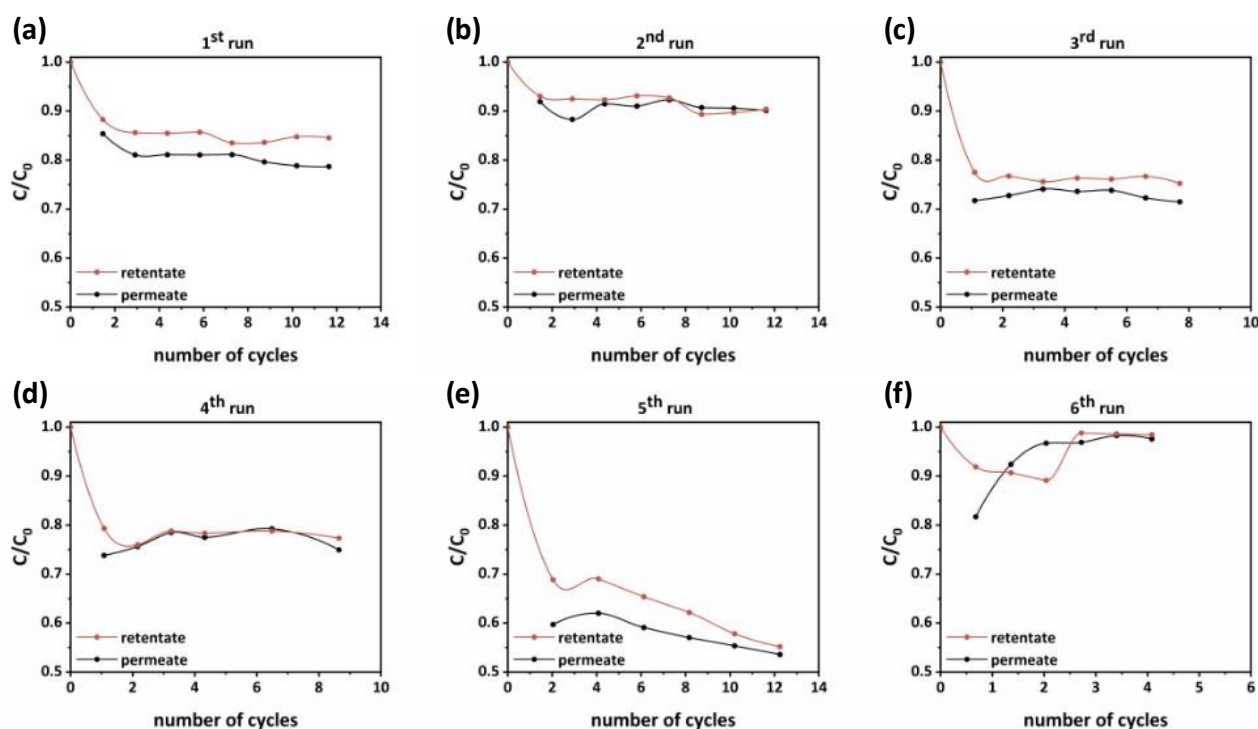 (a)
1st run
1.0
0.9
0.8
0.7
0.6
0.5
C/C0
retentate
permeate
0 2 4 6 8 10 12 14
number of cycles
(b)
2nd run
1.0
0.9
0.8
0.7
0.6
0.5
C/C0
retentate
permeate
0 2 4 6 8 10 12 14
number of cycles
(c)
3rd run
1.0
0.9
0.8
0.7
0.6
0.5
C/C0
retentate
permeate
0 2 4 6 8 10
number of cycles
(d)
4th run
1.0
0.9
0.8
0.7
0.6
0.5
C/C0
retentate
permeate
0 2 4 6 8 10
number of cycles
(e)
5th run
1.0
0.9
0.8
0.7
0.6
0.5
C/C0
retentate
permeate
0 2 4 6 8 10 12 14
number of cycles
(f)
6th run
1.0
0.9
0.8
0.7
0.6
0.5
C/C0
retentate
permeate
0 1 2 3 4 5 6
number of cycles